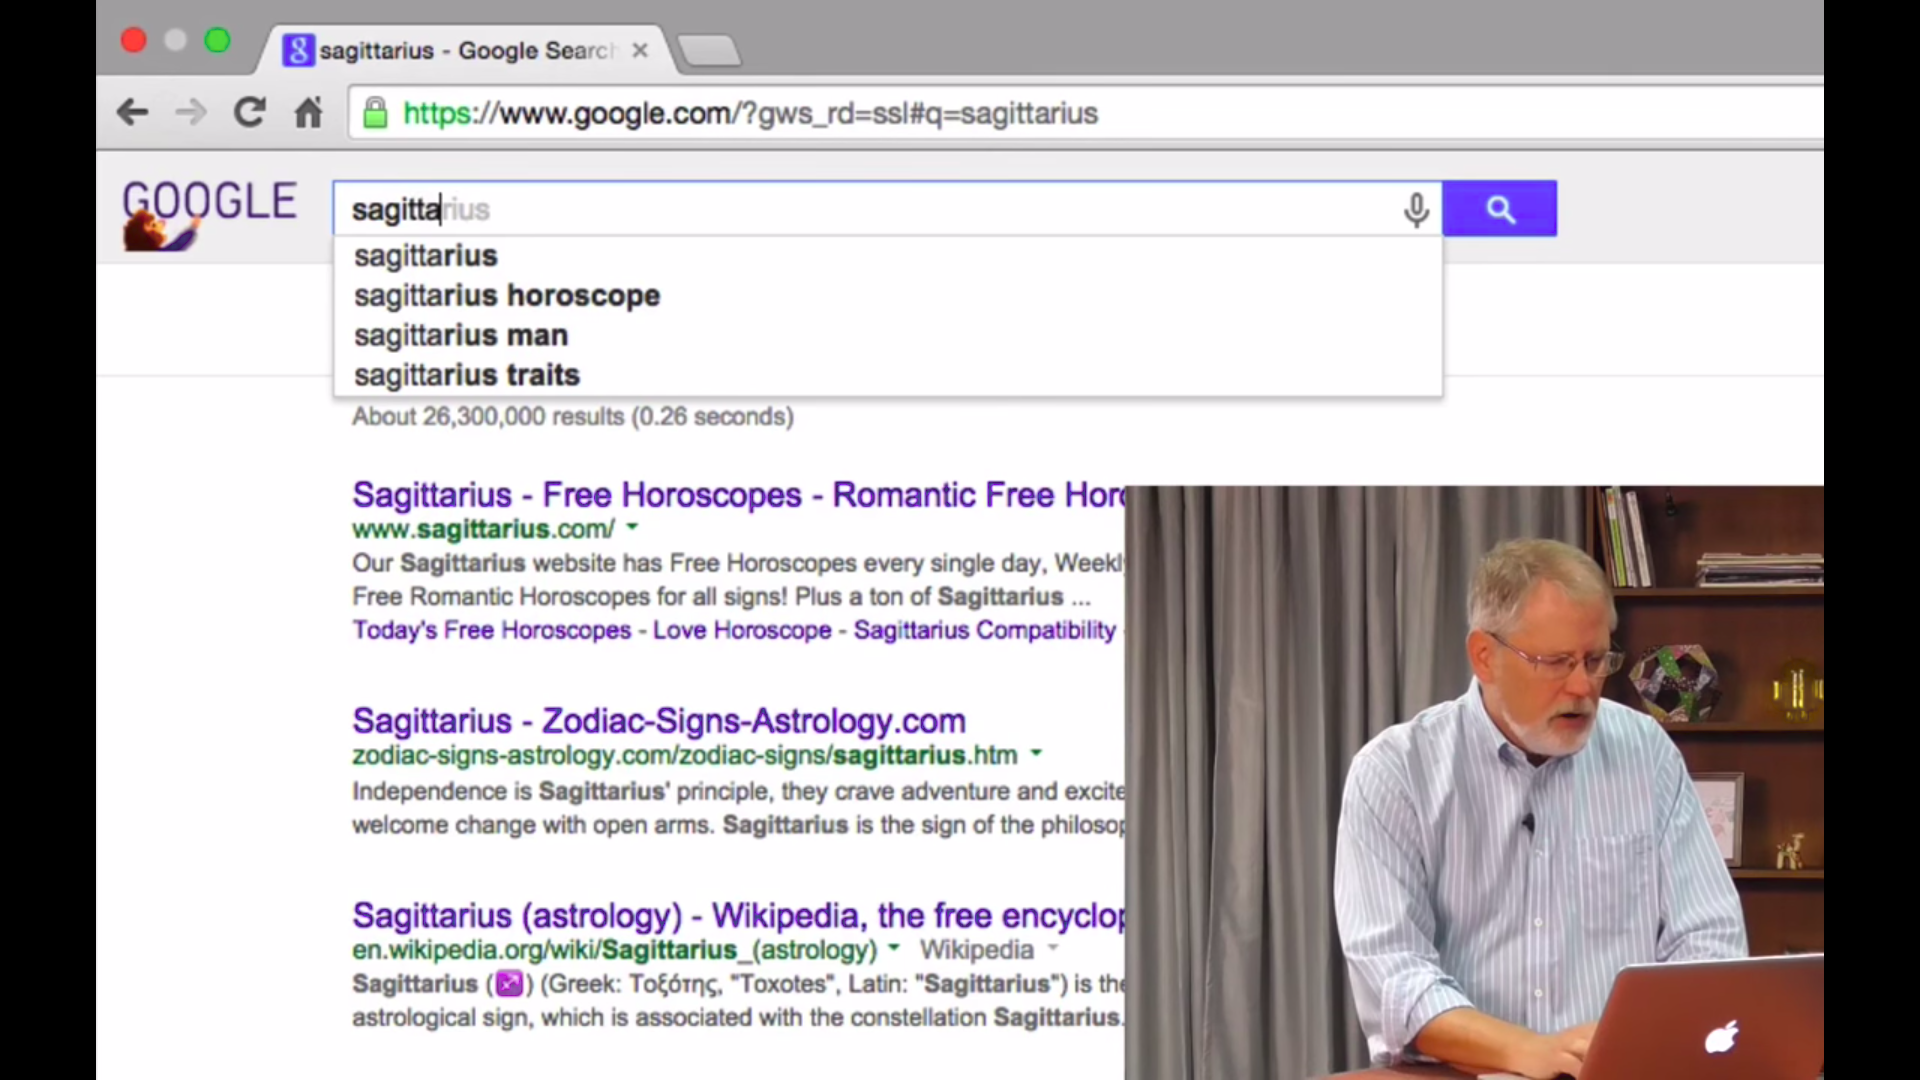 sagittarius - Google Search
https://www.google.com/?gws_rd=ssl#q=sagittarius
GOOGLE
sagittarius
sagittarius
sagittarius horoscope
sagittarius man
sagittarius traits
About 26,300,000 results (0.26 seconds)
Sagittarius - Free Horoscopes - Romantic Free
www.sagittarius.com/
Our Sagittarius website has Free Horoscopes every single day,
Free Romantic Horoscopes for all signs! Plus a ton of Sagittarius ...
Today's Free Horoscopes - Love Horoscope - Sagittarius Compatibility
Sagittarius - Zodiac-Signs-Astrology.com
zodiac-signs-astrology.com/zodiac-signs/sagittarius.htm
Independence is Sagittarius' principle, they crave adventure and
welcome change with open arms. Sagittarius is the sign of the
Sagittarius (astrology) - Wikipedia, the free
en.wikipedia.org/wiki/Sagittarius_(astrology) Wikipedia
Sagittarius (♐) (Greek: Τοξότης, "Toxotes", Latin: "Sagittarius") is the
astrological sign, which is associated with the constellation Sagittarius.